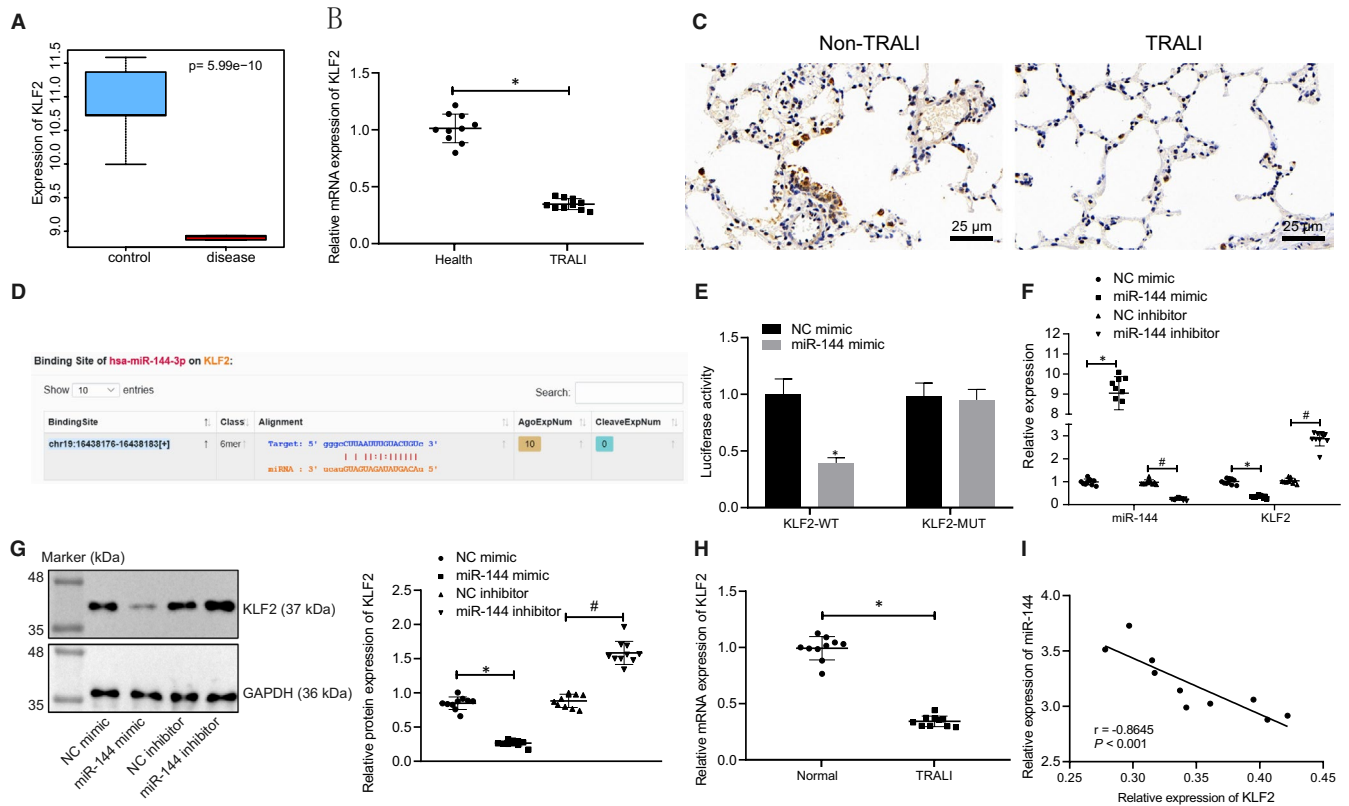 A
Expression of KLF2
11.5
11.0
10.5
10.0
9.5
9.0
p= 5.99e−10
control
disease
B
Relative mRNA expression of KLF2
1.5
1.0
0.5
0.0
*
Health
TRALI
C
Non-TRALI
TRALI
25 µm
25 µm
D
Binding Site of hsa-miR-144-3p on KLF2:
Show 10 entries
Search:
BindingSite
Class
Alignment
AgoExpNum
CleaveExpNum
chr19:16438176-16438183[+]
6mer
Target: 5' gggcCUUAAUUUGUACUGUc 3'
| | ||:|:||||||
miRNA : 3' ucauGUAGUAGAUAUGACAu 5'
10
0
E
NC mimic
miR-144 mimic
Luciferase activity
1.5
1.0
0.5
0.0
*
KLF2-WT
KLF2-MUT
F
NC mimic
miR-144 mimic
NC inhibitor
miR-144 inhibitor
Relative expression
12
11
10
9
8
3
2
1
0
*
#
*
#
miR-144
KLF2
G
Marker (kDa)
48
35
KLF2 (37 kDa)
48
35
GAPDH (36 kDa)
NC mimic
miR-144 mimic
NC inhibitor
miR-144 inhibitor
NC mimic
miR-144 mimic
NC inhibitor
miR-144 inhibitor
Relative protein expression of KLF2
2.5
2.0
1.5
1.0
0.5
0.0
*
#
H
Relative mRNA expression of KLF2
1.5
1.0
0.5
0.0
*
Normal
TRALI
I
Relative expression of miR-144
4.0
3.5
3.0
2.5
r = -0.8645
P < 0.001
0.25
0.30
0.35
0.40
0.45
Relative expression of KLF2